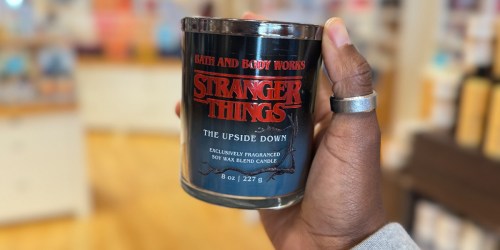 BATH AND BODY WORKS
STRANGER
THINGS
THE UPSIDE DOWN
EXCLUSIVELY FRAGRANCED
SOY WAX BLEND CANDLE
8 oz | 227 g